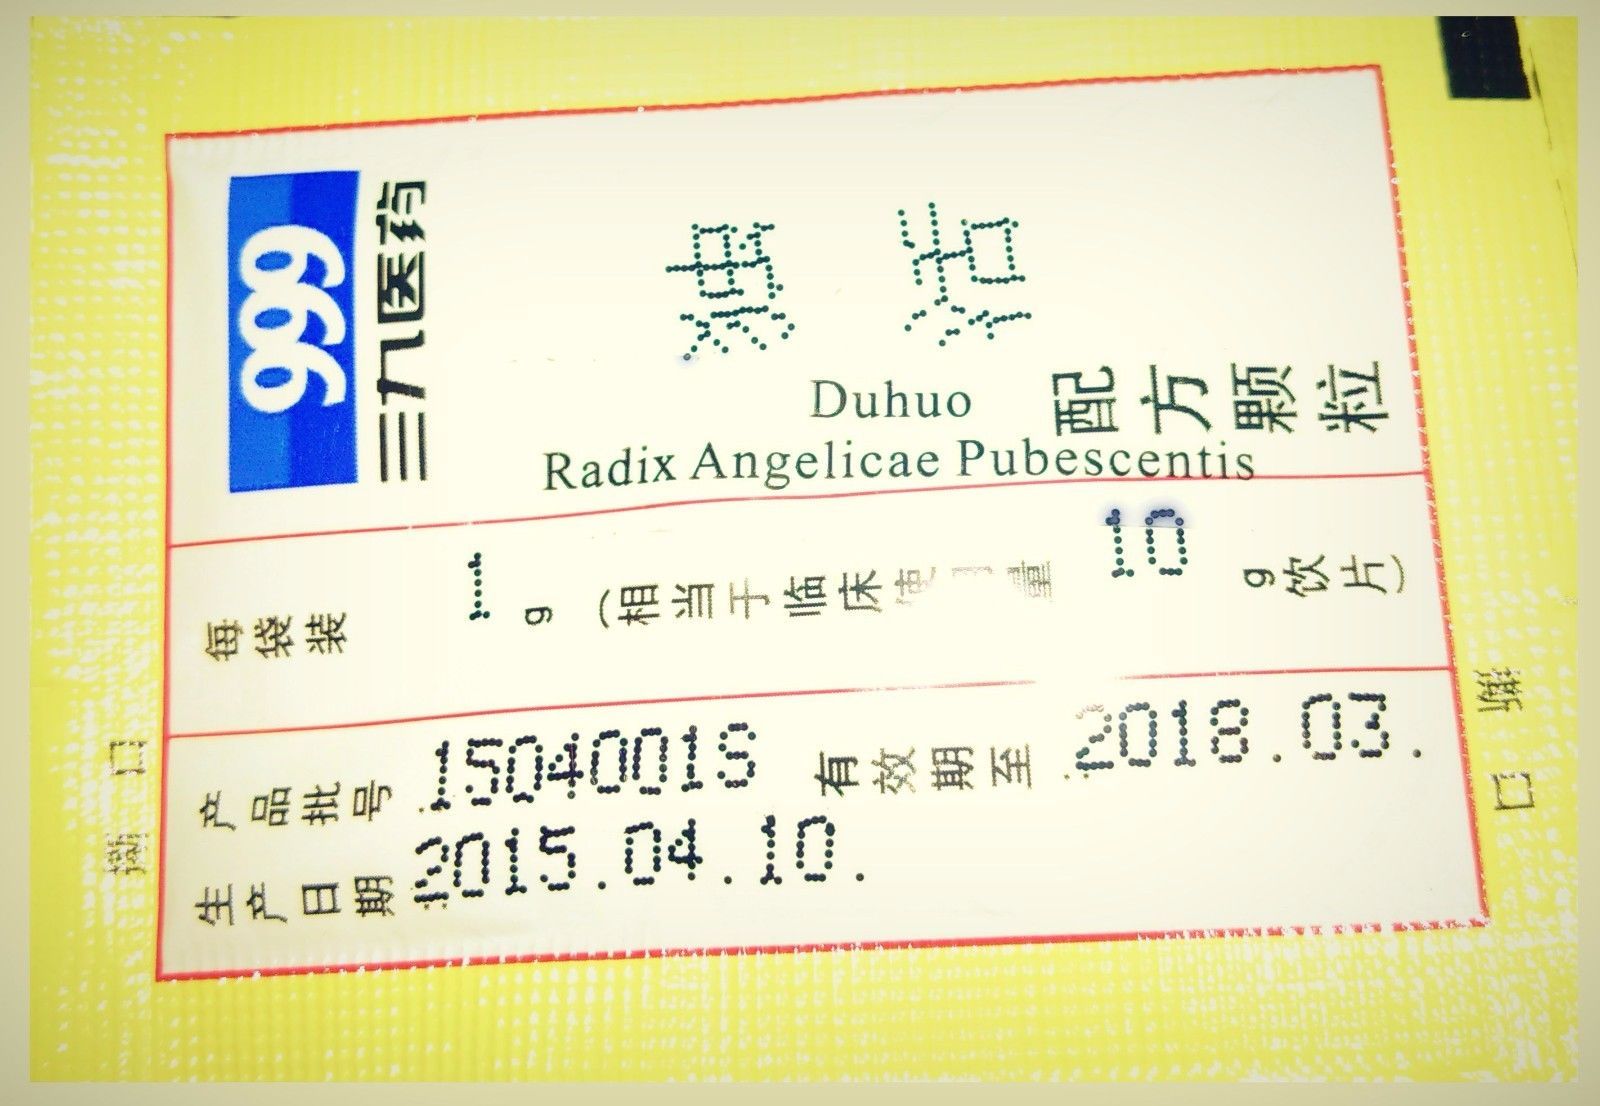 999
三九医药
独活
Duhuo
Radix Angelicae Pubescentis
配方颗粒
每袋装 1 g (相当于临床使用量 10 g饮片)
产品批号 1504001S 有效期至 2018.03.
生产日期 2015.04.10.
撕口
撕口